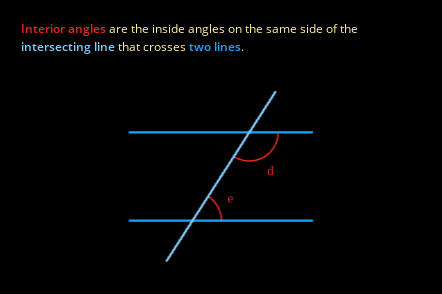 Interior angles are the inside angles on the same side of the
intersecting line that crosses two lines.
d
e